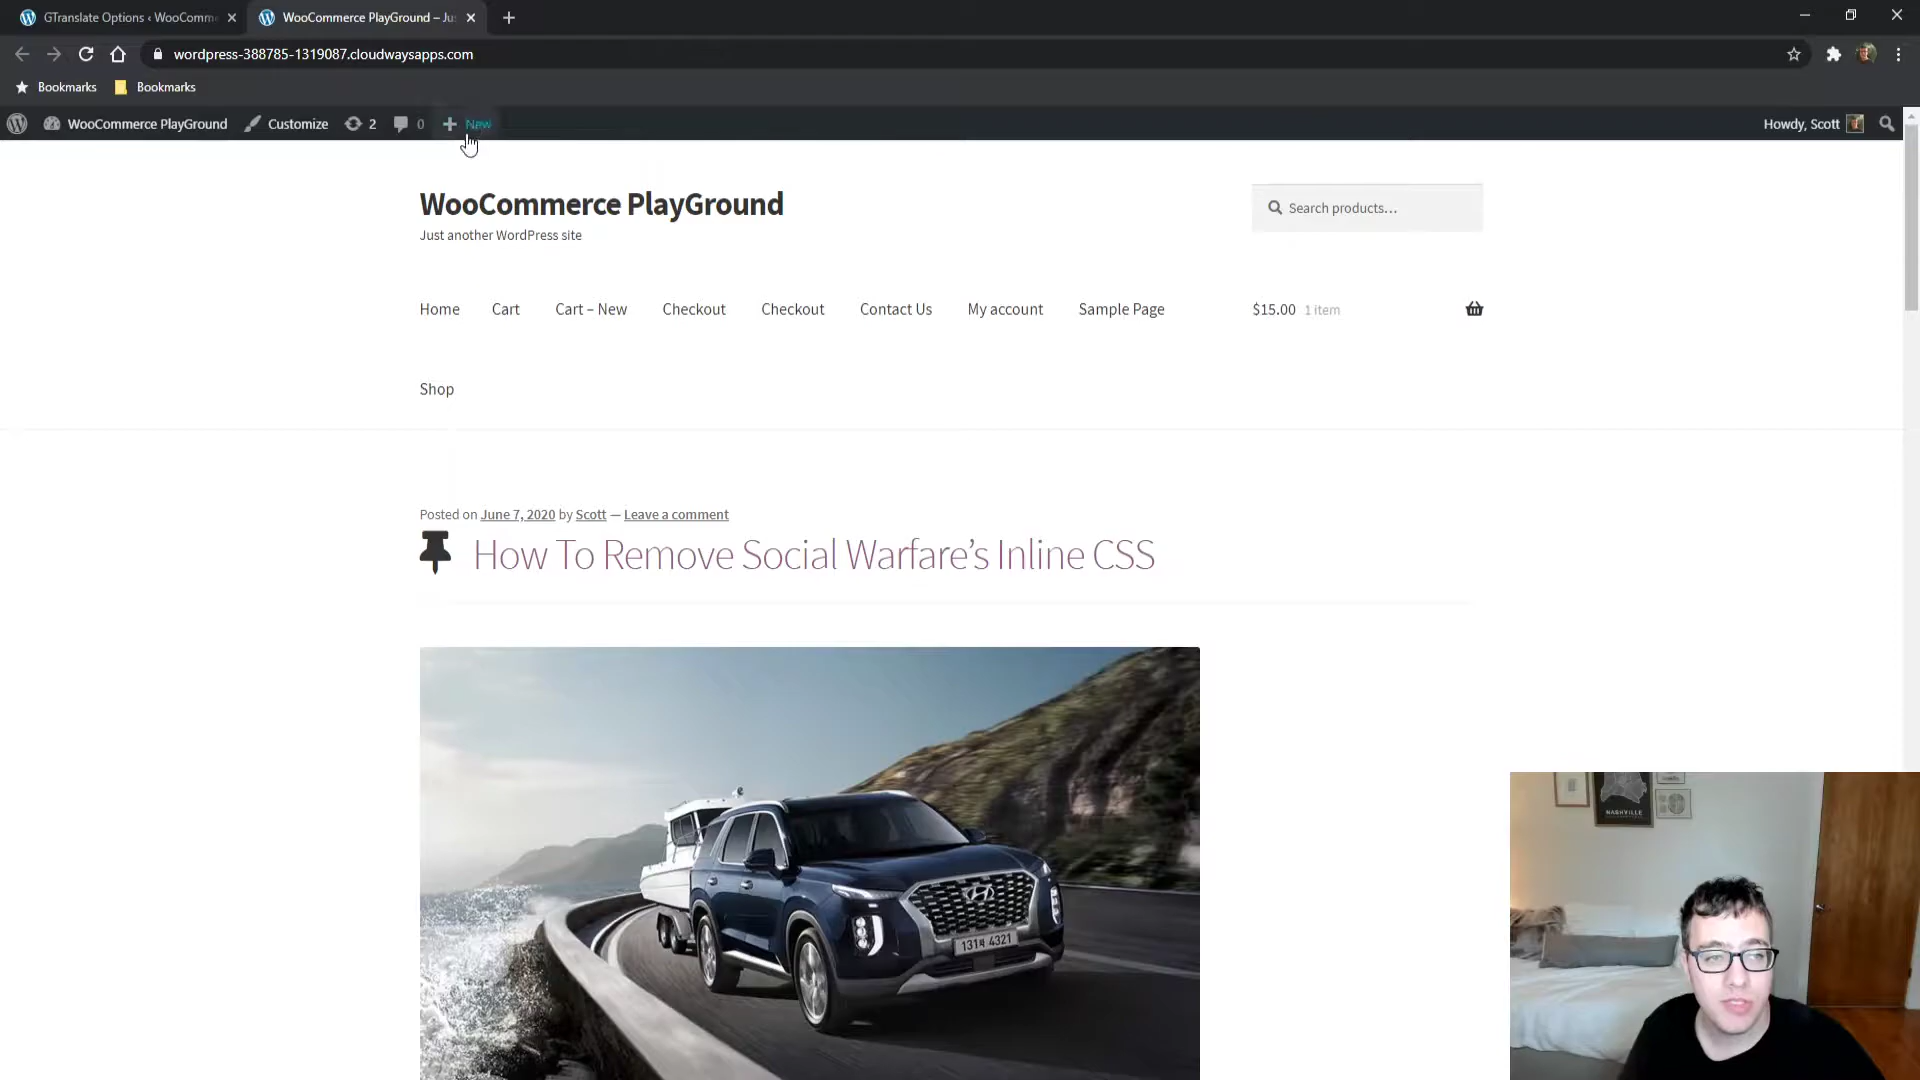 GTranslate Options ‹ WooComm
WooCommerce PlayGround – Jus
wordpress-388785-1319087.cloudwaysapps.com
Bookmarks
Bookmarks
WooCommerce PlayGround
Customize
2
0
New
Howdy, Scott
WooCommerce PlayGround
Just another WordPress site
Search products…
Home
Cart
Cart – New
Checkout
Checkout
Contact Us
My account
Sample Page
$15.00 1 item
Shop
Posted on June 7, 2020 by Scott — Leave a comment
How To Remove Social Warfare’s Inline CSS
NASHVILLE